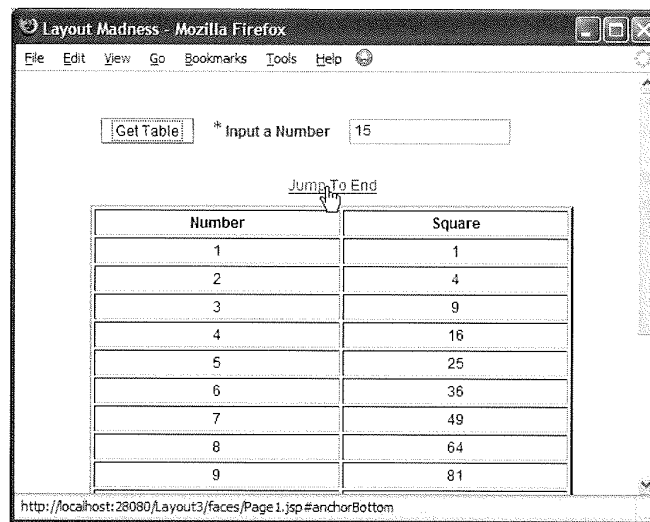 Layout Madness - Mozilla Firefox
File Edit View Go Bookmarks Tools Help
Get Table * Input a Number 15
Jump To End
Number Square
1 1
2 4
3 9
4 16
5 25
6 36
7 49
8 64
9 81
http://localhost:28080/Layout3/faces/Page1.jsp#anchorBottom